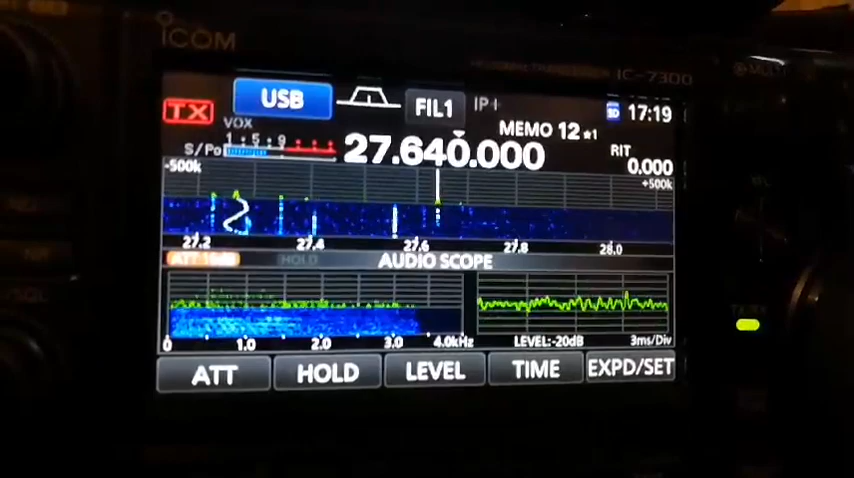 ICOM
IC-7300
TX USB FIL1 IP+ 17:19
VOX
MEMO 12 ★1
S/Po 1 • 5 • 9
27.640.000
RIT
0.000
-500k +500k
27.2 27.4 27.6 27.8 28.0
HOLD AUDIO SCOPE
0 1.0 2.0 3.0 4.0kHz LEVEL:-20dB 3ms/Div
ATT HOLD LEVEL TIME EXPD/SET